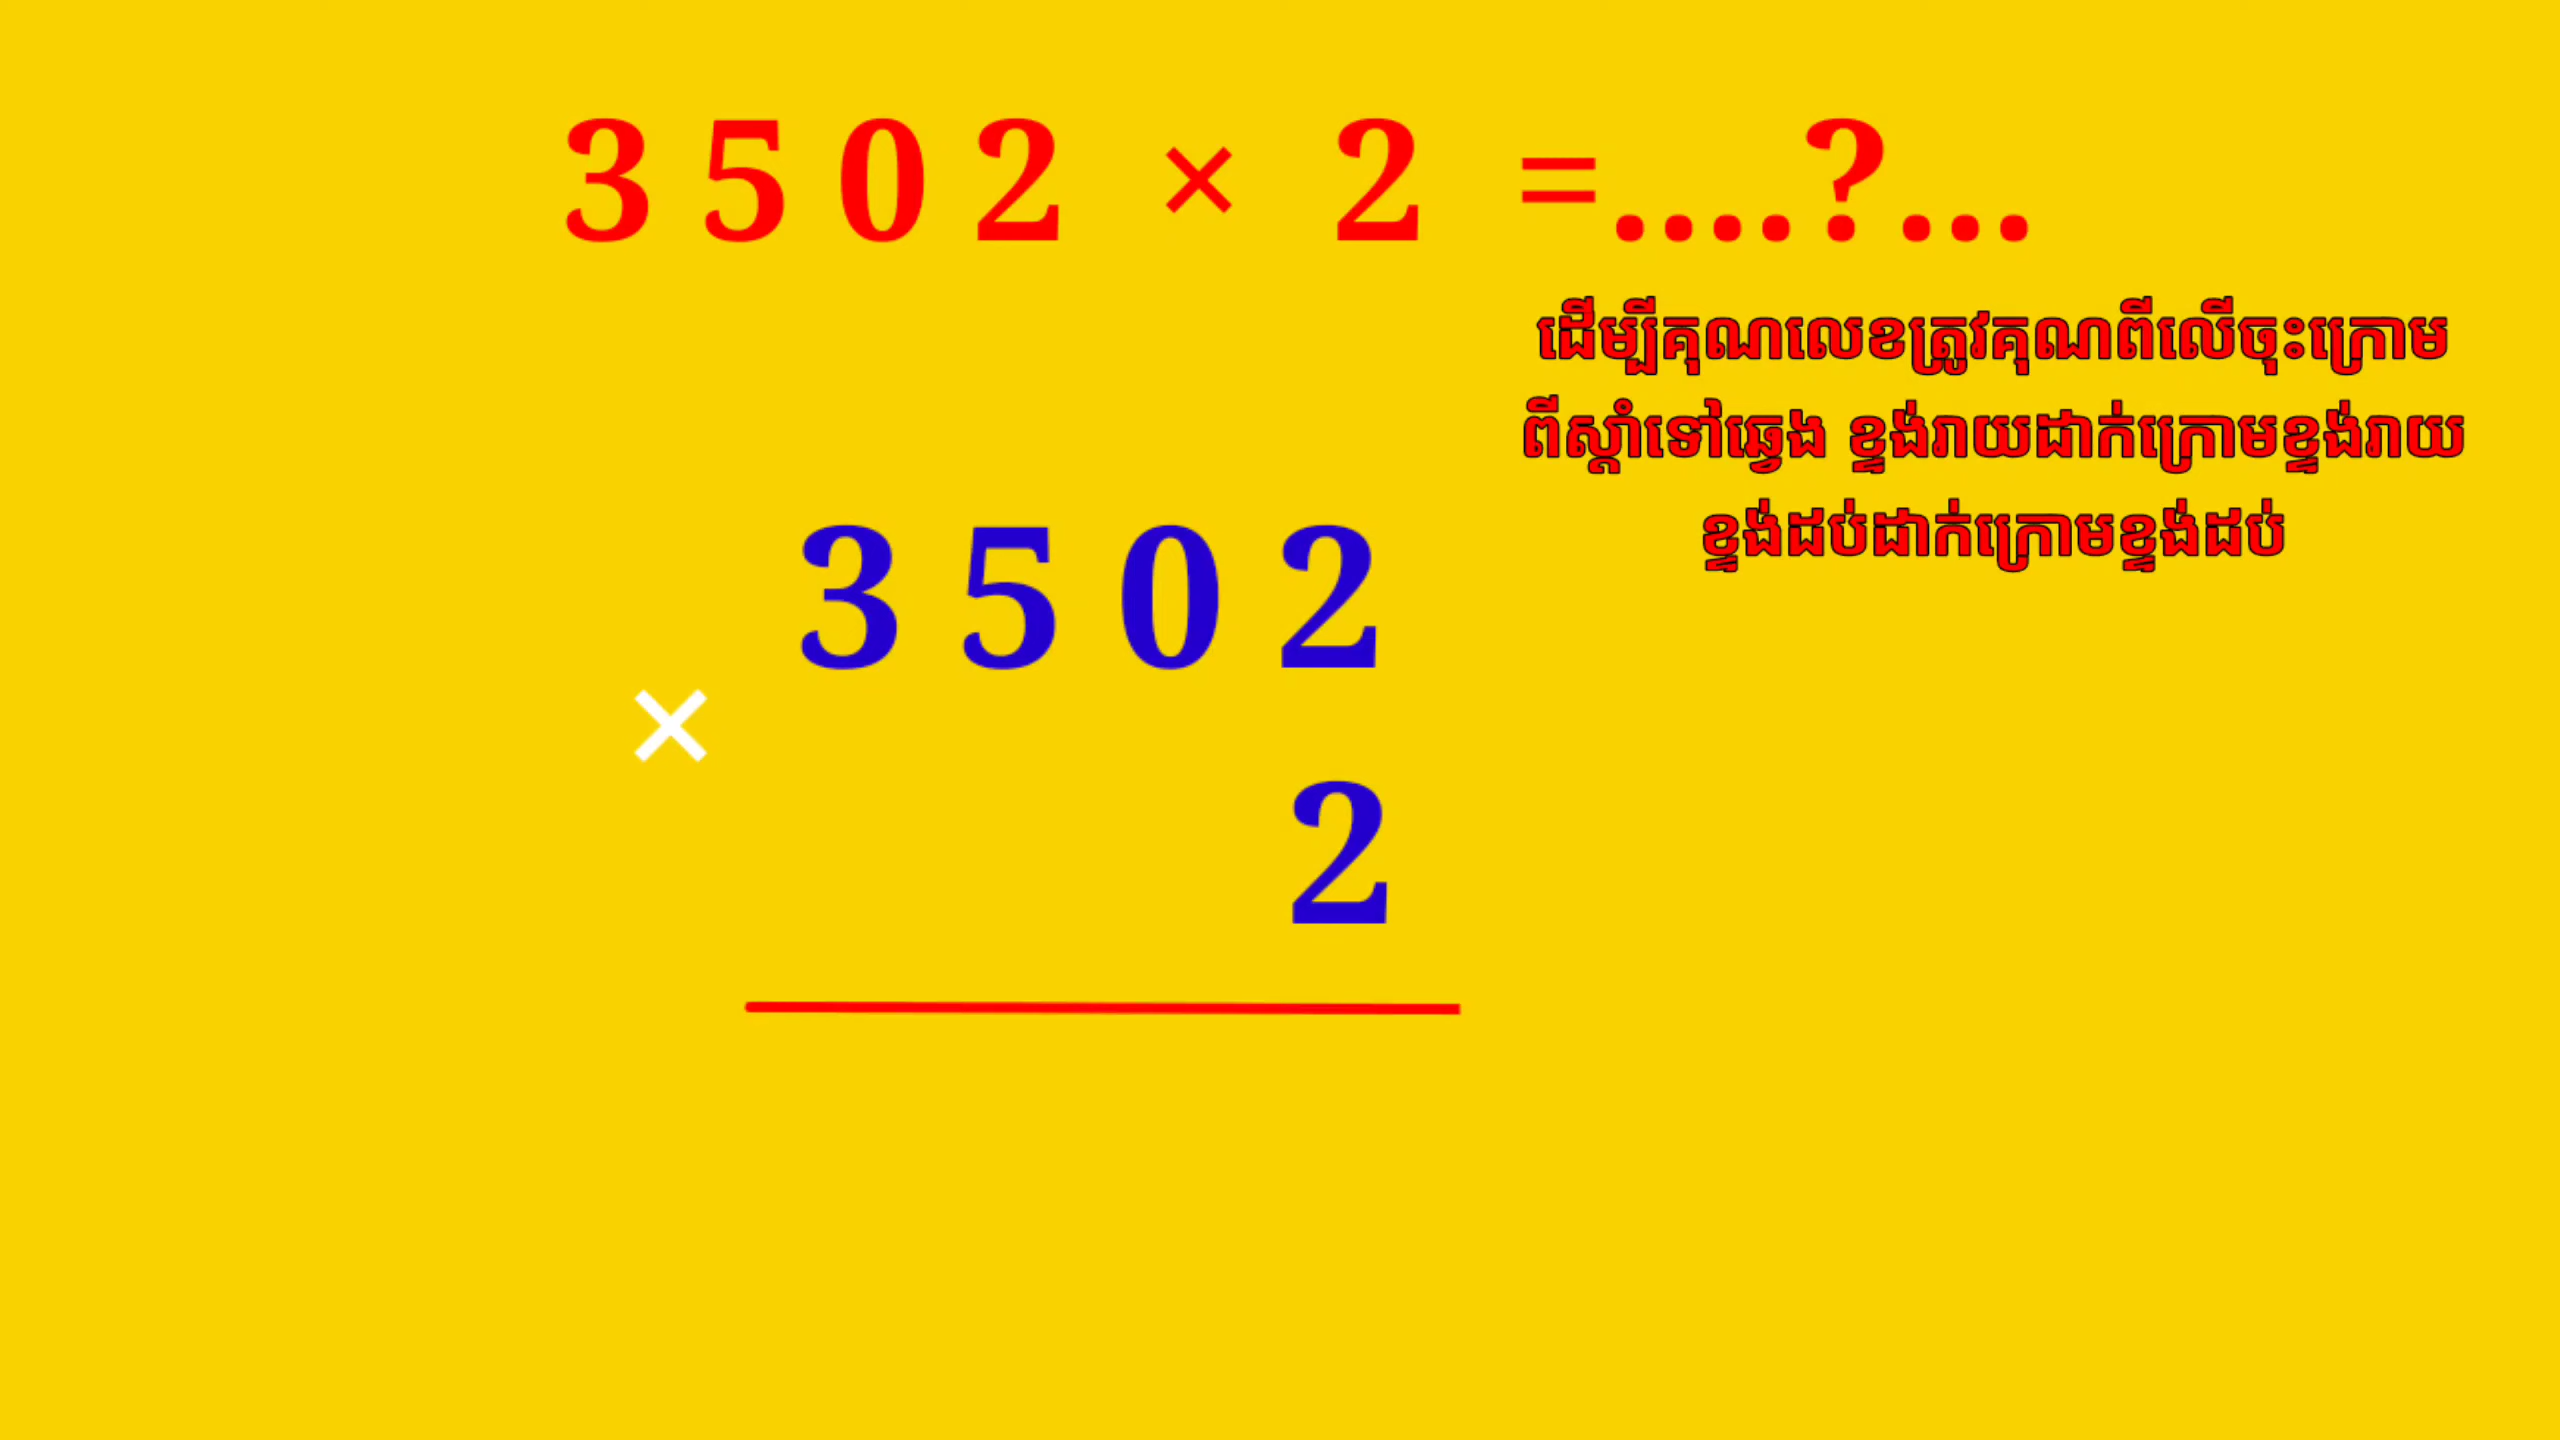 3502 × 2 =....?...
ដើម្បីគុណលេខត្រូវគុណពីលើចុះក្រោម
ពីស្តាំទៅឆ្វេង ខ្ទង់រាយដាក់ក្រោមខ្ទង់រាយ
ខ្ទង់ដប់ដាក់ក្រោមខ្ទង់ដប់
3502
×
2